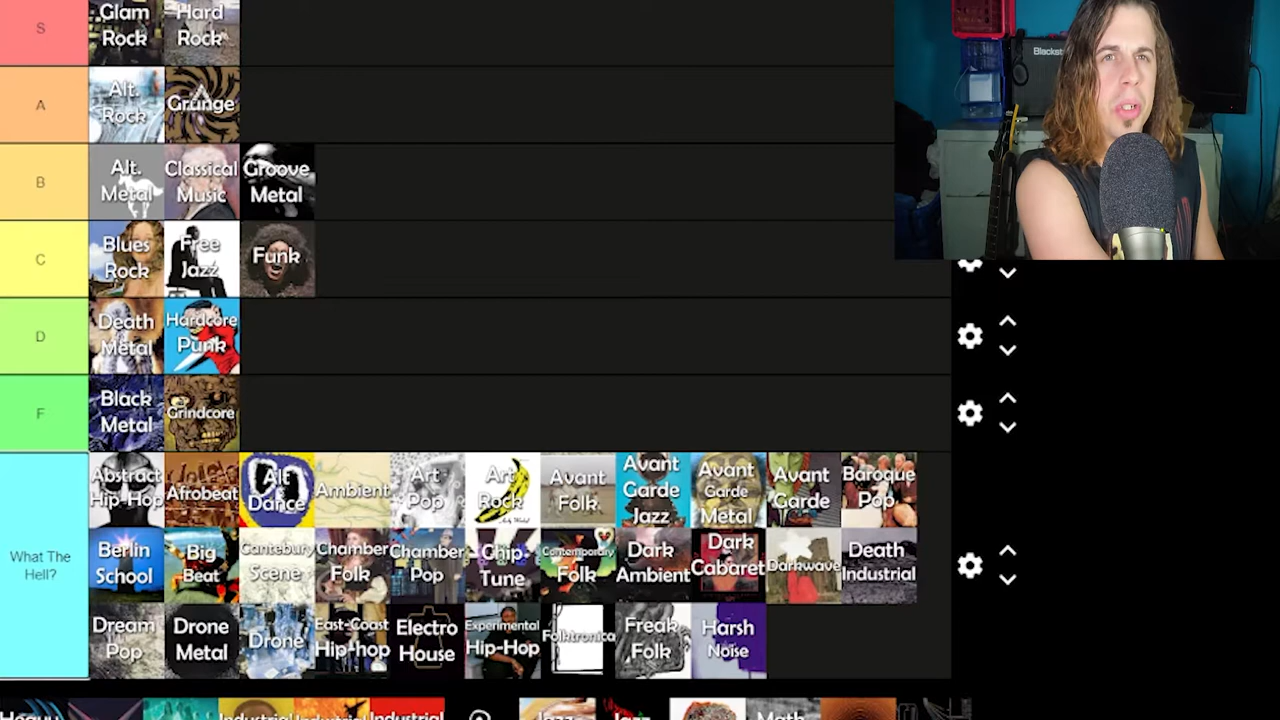 S
Glam
Rock
Hard
Rock
A
Alt.
Rock
Grunge
B
Alt.
Metal
Classical
Music
Groove
Metal
C
Blues
Rock
Free
Jazz
Funk
D
Death
Metal
Hardcore
Punk
F
Black
Metal
Grindcore
What The
Hell?
Abstract
Hip-Hop
Afrobeat
Alt
Dance
Ambient
Art
Pop
Art
Rock
Avant
Folk
Avant
Garde
Jazz
Avant
Garde
Metal
Avant
Garde
Baroque
Pop
Berlin
School
Big
Beat
Cantebury
Scene
Chamber
Folk
Chamber
Pop
Chip
Tune
Contemporary
Folk
Dark
Ambient
Dark
Cabaret
Darkwave
Death
Industrial
Dream
Pop
Drone
Metal
Drone
East-Coast
Hip-hop
Electro
House
Experimental
Hip-Hop
Folktronica
Freak
Folk
Harsh
Noise
Heavy
Industrial
Industrial
Industrial
Jazz
Jazz
Math
Blackst